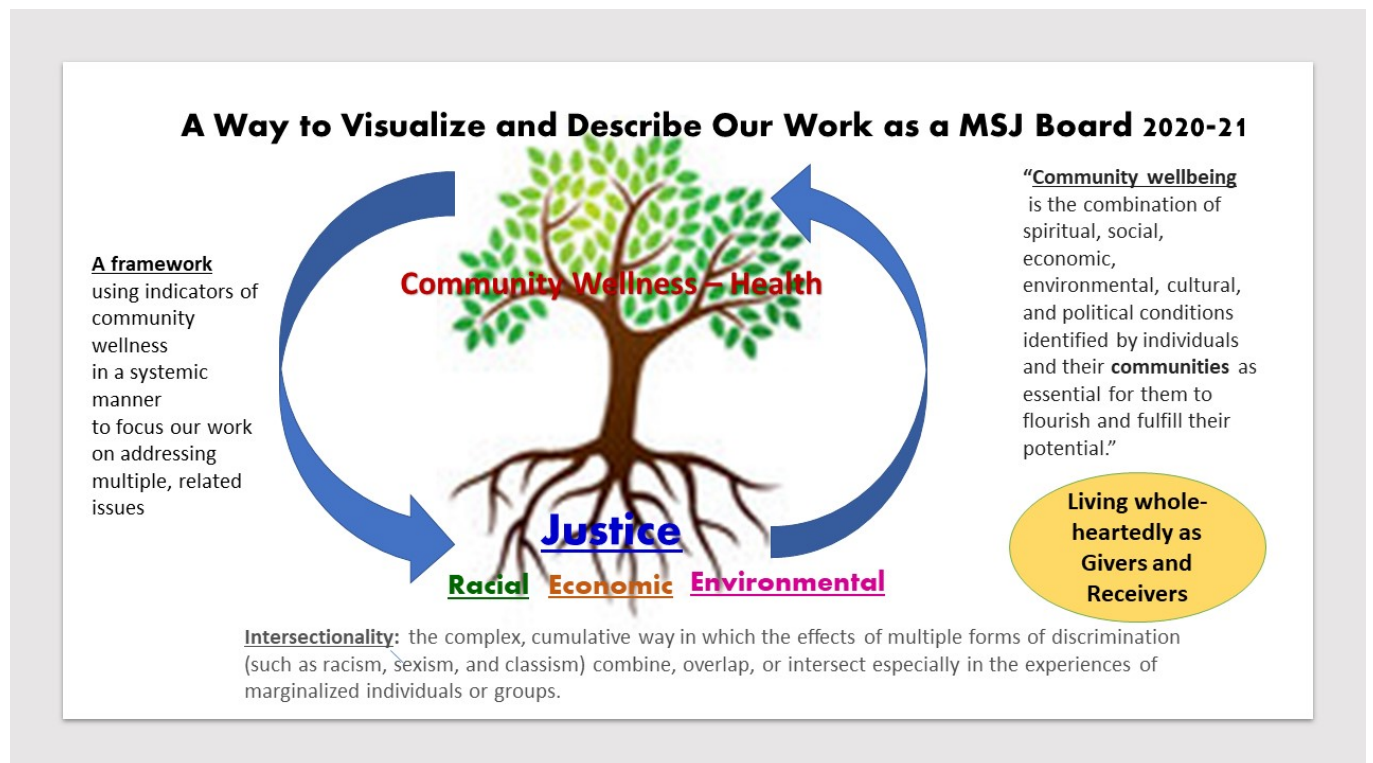 A Way to Visualize and Describe Our Work as a MSJ Board 2020-21
A framework
using indicators of
community
wellness
in a systemic
manner
to focus our work
on addressing
multiple, related
issues
Community Wellness – Health
Justice
Racial Economic Environmental
“Community wellbeing
is the combination of
spiritual, social,
economic,
environmental, cultural,
and political conditions
identified by individuals
and their communities as
essential for them to
flourish and fulfill their
potential.”
Living whole-
heartedly as
Givers and
Receivers
Intersectionality: the complex, cumulative way in which the effects of multiple forms of discrimination
(such as racism, sexism, and classism) combine, overlap, or intersect especially in the experiences of
marginalized individuals or groups.